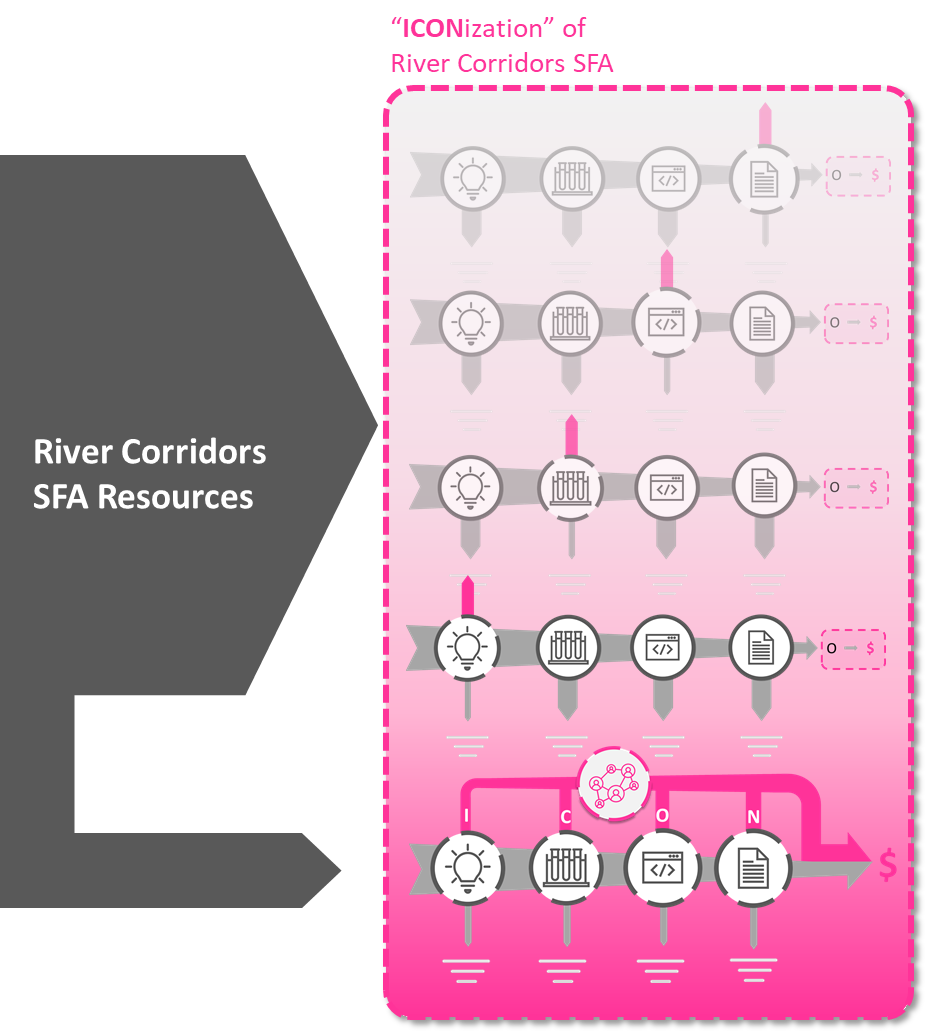 “ICONization” of
River Corridors SFA
River Corridors
SFA Resources
</> O → $
</> O → $
</> O → $
</> O → $
I C O N
</> $